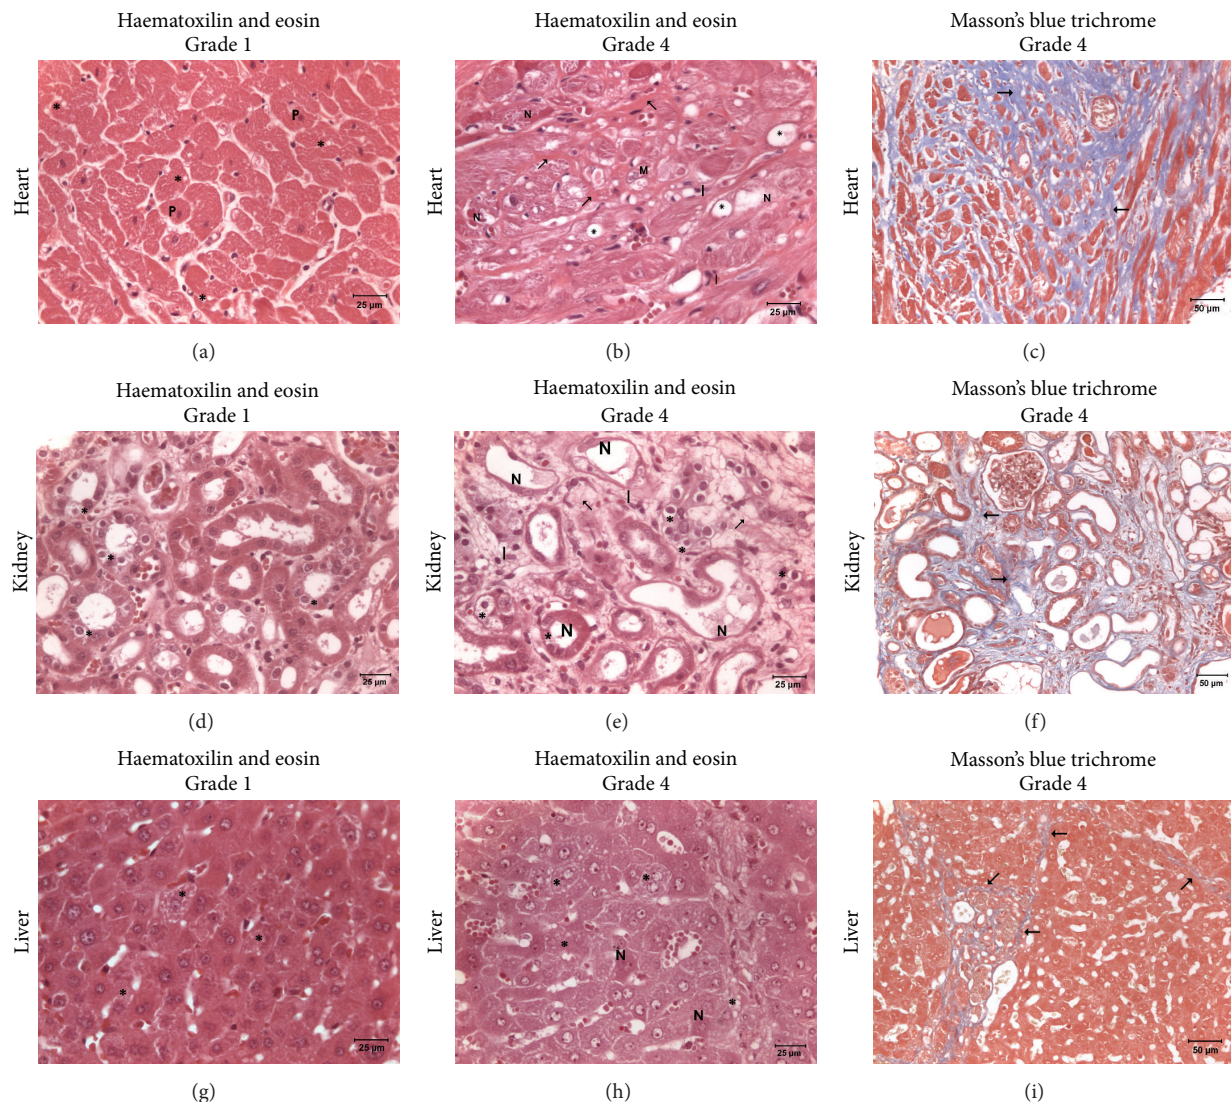 Haematoxilin and eosin
Grade 1
Haematoxilin and eosin
Grade 4
Masson's blue trichrome
Grade 4
Heart
* P * * P *
25 µm
Heart
N * M I N * N * I
25 µm
Heart
50 µm
(a)
(b)
(c)
Haematoxilin and eosin
Grade 1
Haematoxilin and eosin
Grade 4
Masson's blue trichrome
Grade 4
Kidney
* * * *
25 µm
Kidney
N N I * * I * * * N N
25 µm
Kidney
50 µm
(d)
(e)
(f)
Haematoxilin and eosin
Grade 1
Haematoxilin and eosin
Grade 4
Masson's blue trichrome
Grade 4
Liver
* * *
25 µm
Liver
* * * N * N
25 µm
Liver
50 µm
(g)
(h)
(i)